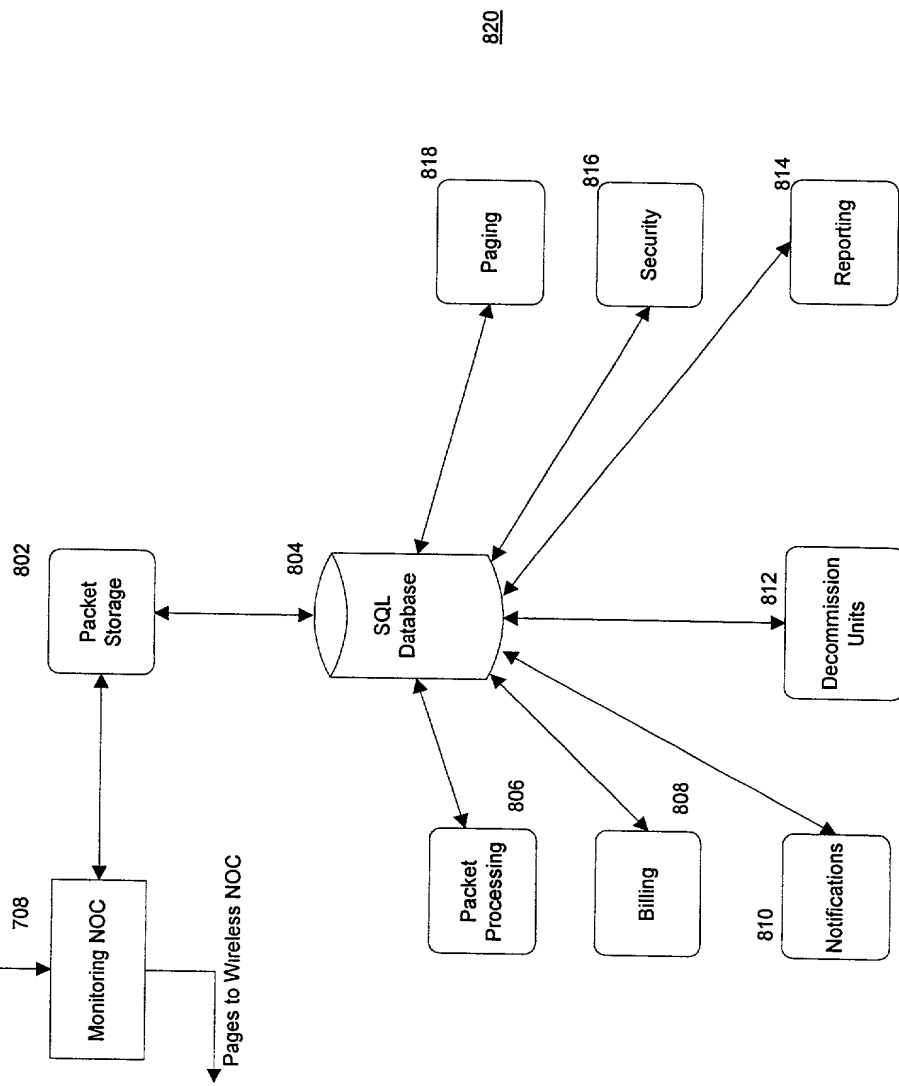 820
708
Monitoring NOC
Pages to Wireless NOC
802
Packet
Storage
804
SQL
Database
806
Packet
Processing
808
Billing
810
Notifications
812
Decommission
Units
814
Reporting
816
Security
818
Paging